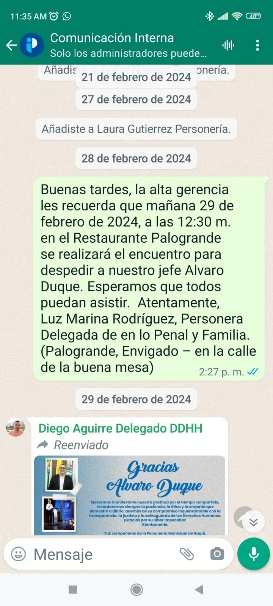 11:35 AM
Comunicación Interna
Solo los administradores puede...
21 de febrero de 2024
27 de febrero de 2024
Añadiste a Laura Gutierrez Personería.
28 de febrero de 2024
Buenas tardes, la alta gerencia
les recuerda que mañana 29 de
febrero de 2024, a las 12:30 m.
en el Restaurante Palogrande
se realizará el encuentro para
despedir a nuestro jefe Alvaro
Duque. Esperamos que todos
puedan asistir.  Atentamente,
Luz Marina Rodríguez, Personera
Delegada de en lo Penal y Familia.
(Palogrande, Envigado – en la calle
de la buena mesa)
2:27 p. m.
29 de febrero de 2024
Diego Aguirre Delegado DDHH
Reenviado
Gracias
Alvaro Duque
Mensaje